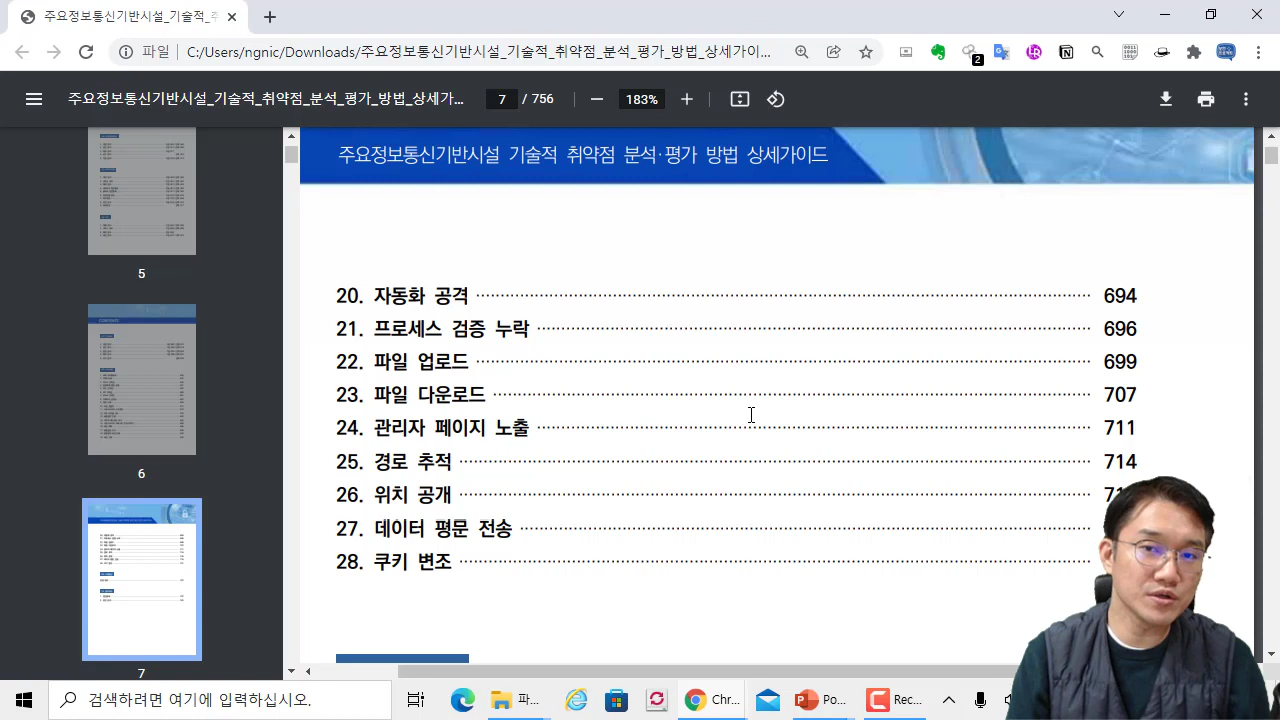 주요정보통신기반시설_기술적_취
파일 C:/Users/ngnic/Downloads/주요정보통신기반시설_기술적_취약점_분석_평가_방법_상세가이...
2
주요정보통신기반시설_기술적_취약점_분석_평가_방법_상세가...
7 / 756
183%
주요정보통신기반시설 기술적 취약점 분석·평가 방법 상세가이드
5
6
7
20. 자동화 공격 694
21. 프로세스 검증 누락 696
22. 파일 업로드 699
23. 파일 다운로드 707
24. 관리자 페이지 노출 711
25. 경로 추적 714
26. 위치 공개
27. 데이터 평문 전송
28. 쿠키 변조
검색하려면 여기에 입력하십시오.
파...
Chr...
Po...
Rec...